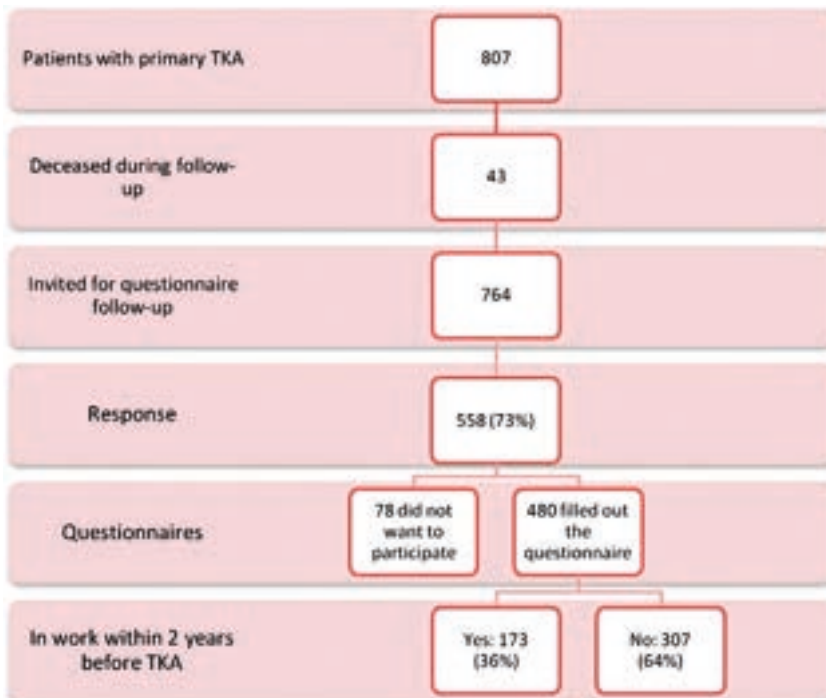 Patients with primary TKA
807
Deceased during follow-
up
43
Invited for questionnaire
follow-up
764
Response
558 (73%)
Questionnaires
78 did not
want to
participate
480 filled out
the
questionnaire
In work within 2 years
before TKA
Yes: 173
(36%)
No: 307
(64%)